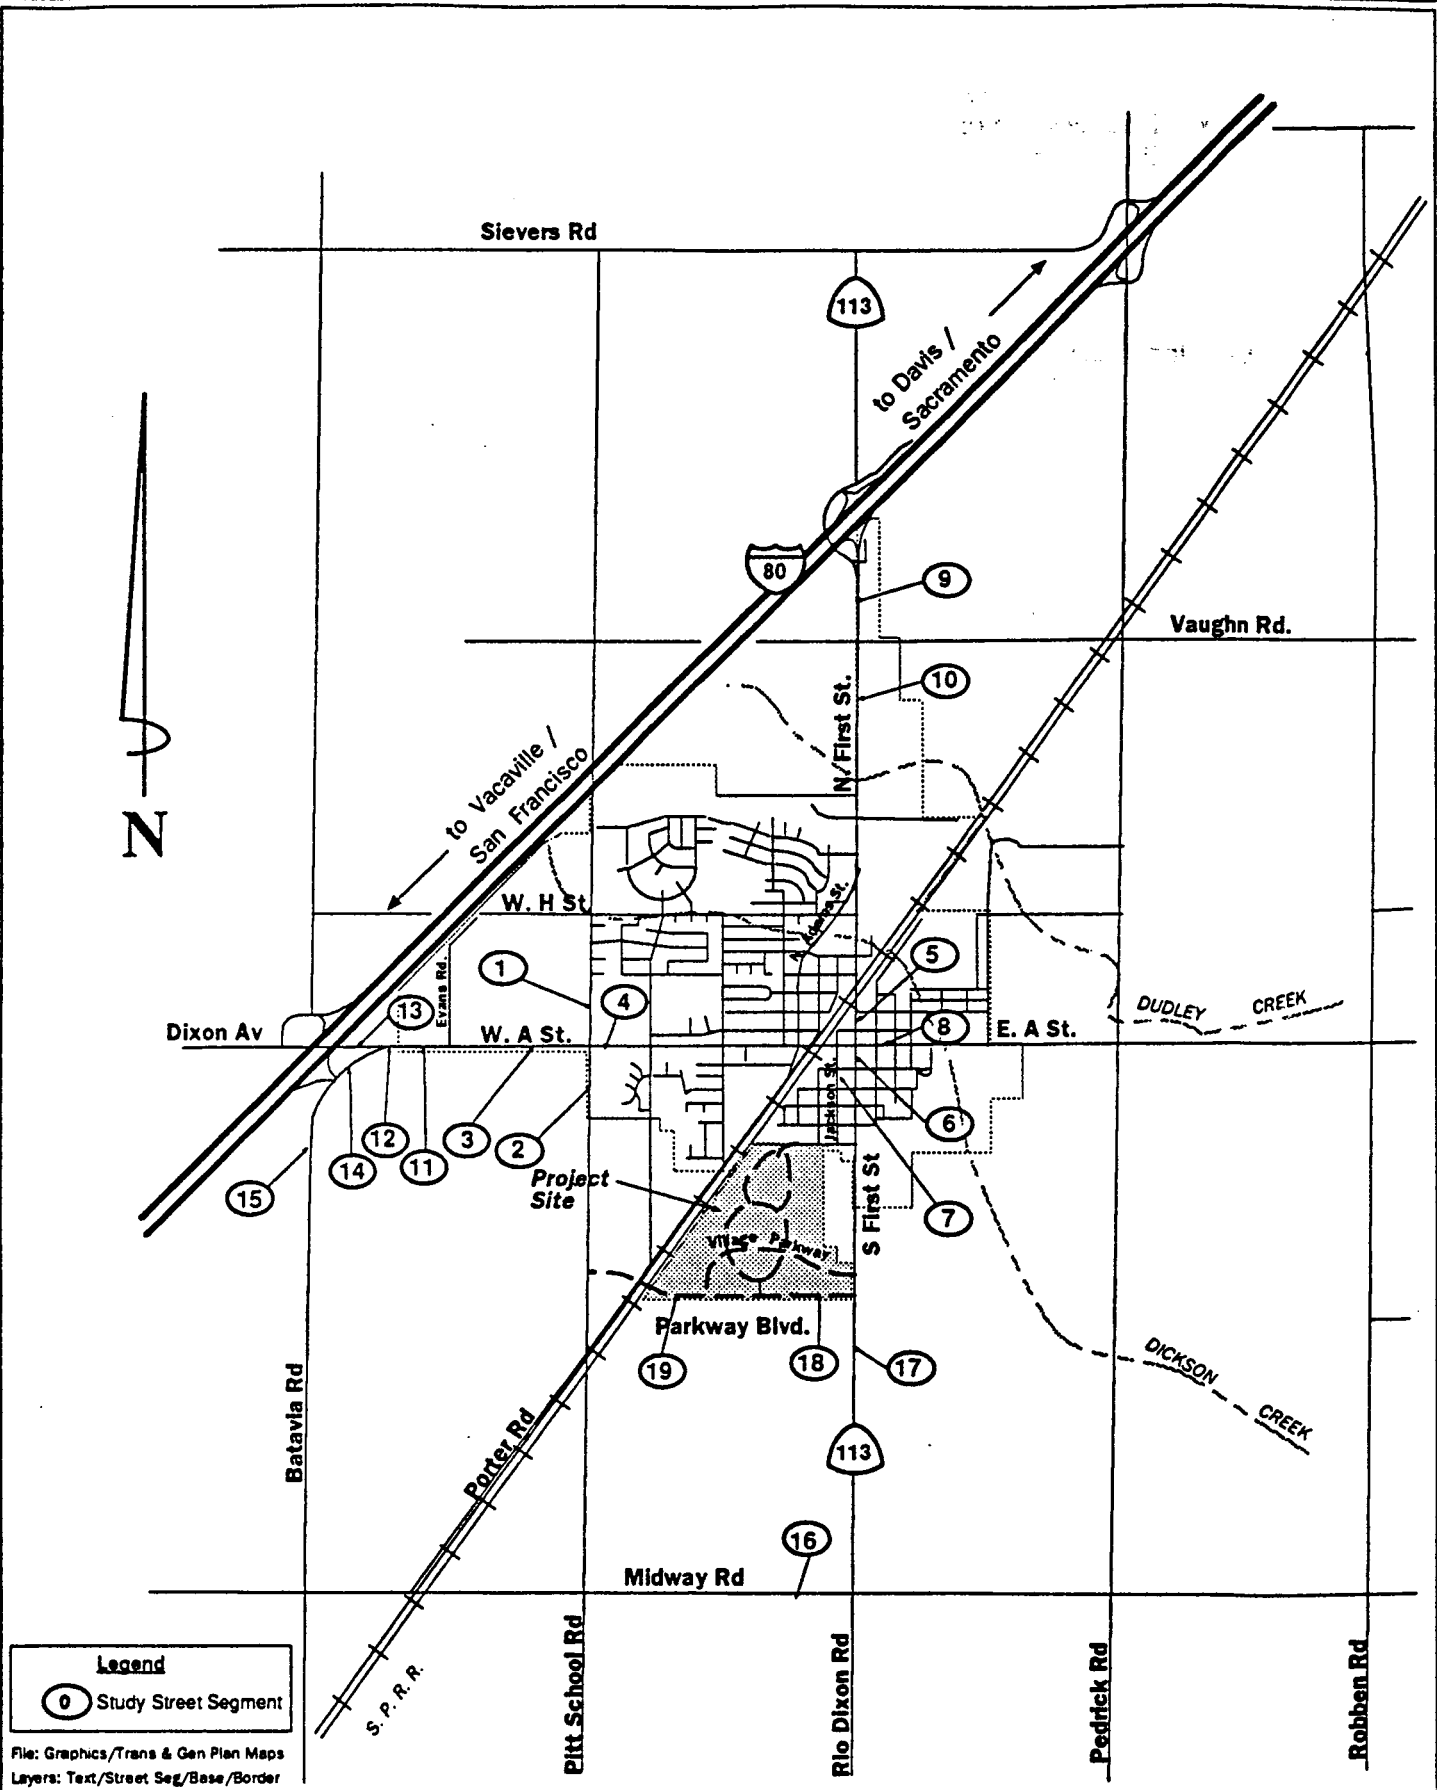 Sievers Rd
113
to Davis /
Sacramento
80
9
Vaughn Rd.
10
N/First St.
to Vacaville /
San Francisco
N
W. H St.
Adams St.
1
5
4
Evans Rd.
13
Dixon Av
W. A St.
8
E. A St.
DUDLEY CREEK
Jackson St.
6
12
3
2
14
11
15
Project
Site
7
S First St
Village Parkway
Parkway Blvd.
19
18
17
DICKSON
CREEK
Batavia Rd
Porter Rd
113
16
Midway Rd
Pitt School Rd
Rio Dixon Rd
Pedrick Rd
Robben Rd
S. P. R. R.
Legend
0 Study Street Segment
File: Graphics/Trans & Gen Plan Maps
Layers: Text/Street Seg/Base/Border